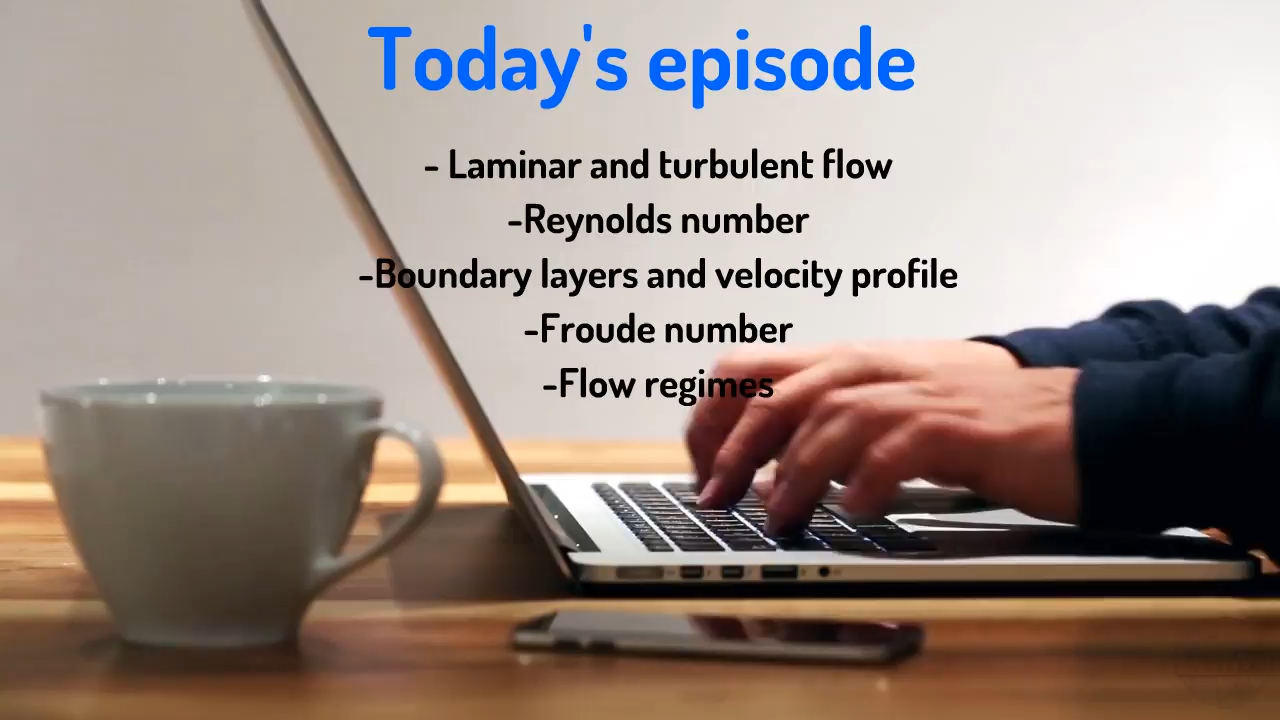 Today's episode
- Laminar and turbulent flow
-Reynolds number
-Boundary layers and velocity profile
-Froude number
-Flow regimes